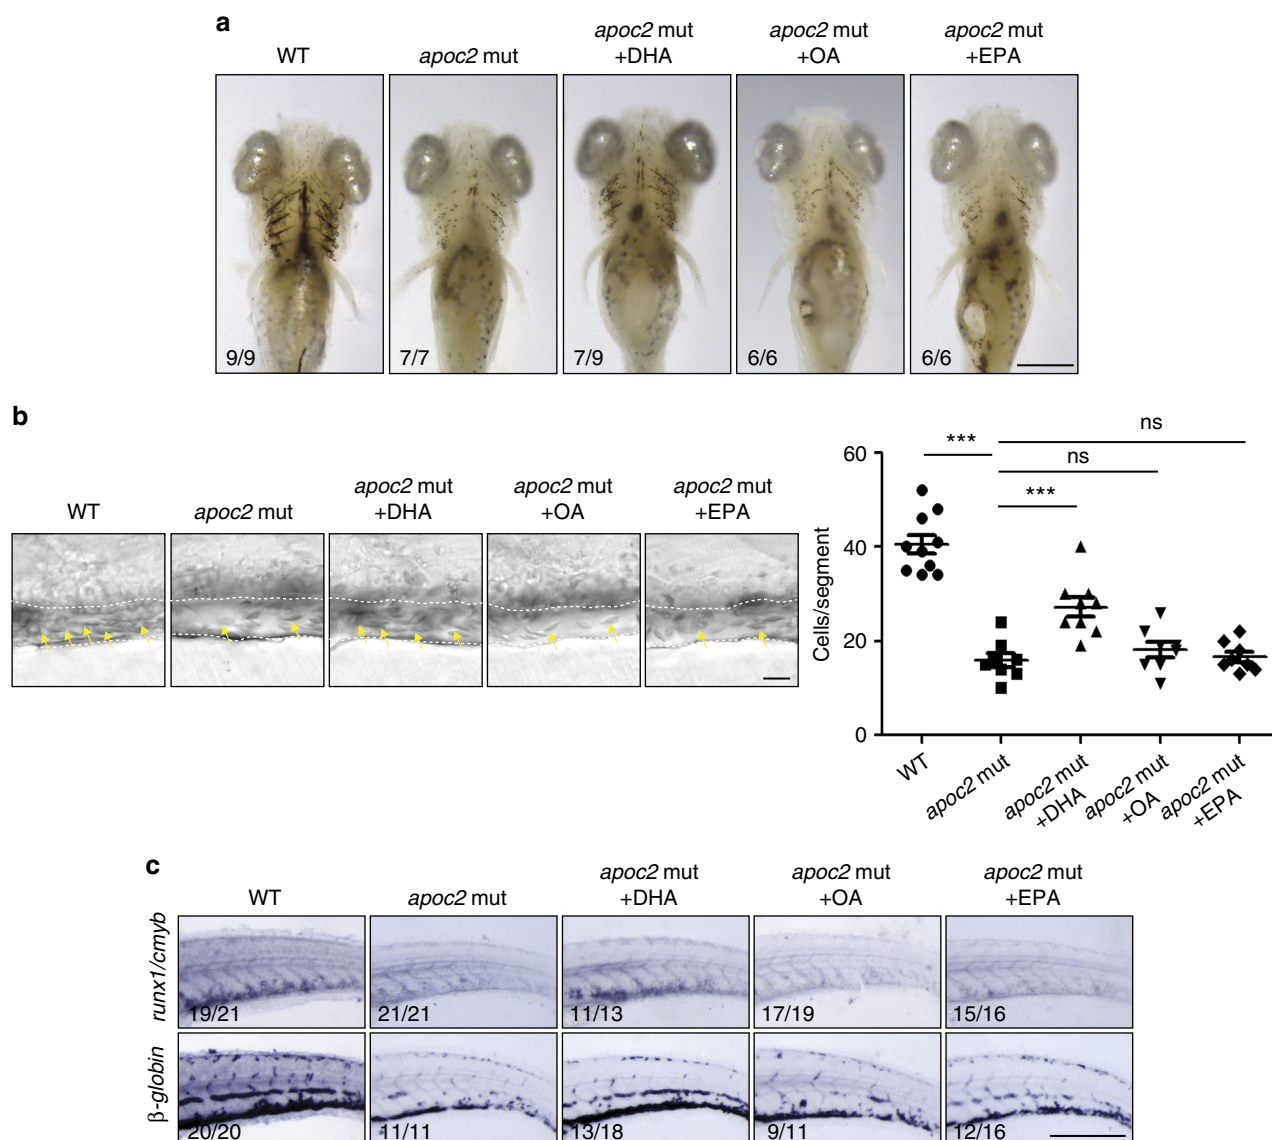 a
WT
apoc2 mut
apoc2 mut
+DHA
apoc2 mut
+OA
apoc2 mut
+EPA
9/9
7/7
7/9
6/6
6/6
b
WT
apoc2 mut
apoc2 mut
+DHA
apoc2 mut
+OA
apoc2 mut
+EPA
Cells/segment
60
40
20
0
***
ns
ns
***
WT
apoc2 mut
apoc2 mut
+DHA
apoc2 mut
+OA
apoc2 mut
+EPA
c
WT
apoc2 mut
apoc2 mut
+DHA
apoc2 mut
+OA
apoc2 mut
+EPA
runx1/cmyb
19/21
21/21
11/13
17/19
15/16
β-globin
20/20
11/11
13/18
9/11
12/16